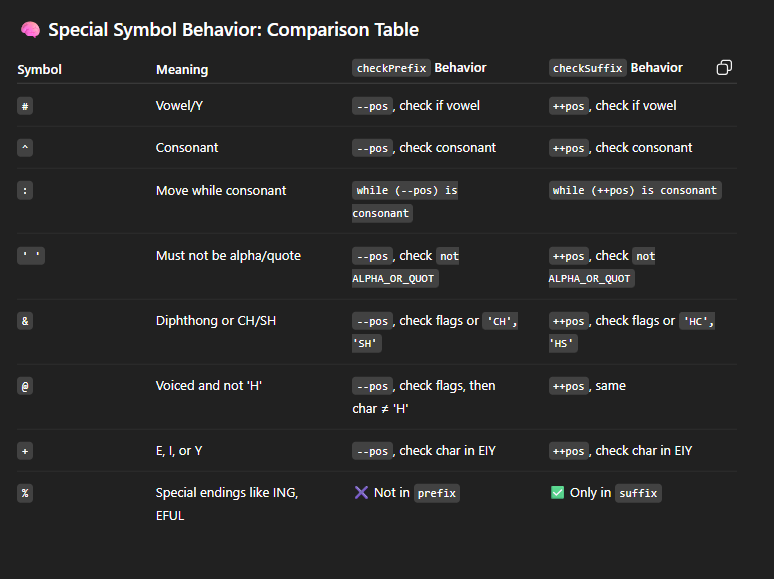 🧠 Special Symbol Behavior: Comparison Table
Symbol Meaning checkPrefix Behavior checkSuffix Behavior
# Vowel/Y --pos, check if vowel ++pos, check if vowel
^ Consonant --pos, check consonant ++pos, check consonant
: Move while consonant while (--pos) is while (++pos) is consonant
consonant
' ' Must not be alpha/quote --pos, check not ++pos, check not
ALPHA_OR_QUOT ALPHA_OR_QUOT
& Diphthong or CH/SH --pos, check flags or 'CH', ++pos, check flags or 'HC',
'SH' 'HS'
@ Voiced and not 'H' --pos, check flags, then ++pos, same
char ≠ 'H'
+ E, I, or Y --pos, check char in EIY ++pos, check char in EIY
% Special endings like ING, ❌ Not in prefix ✅ Only in suffix
EFUL